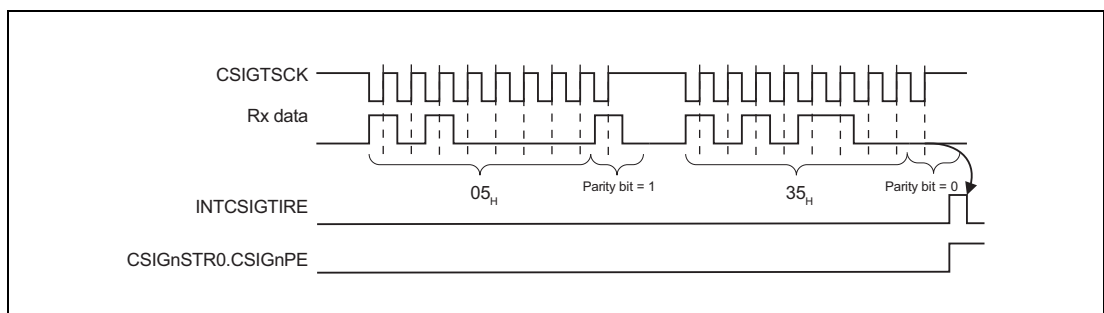 CSIGTSCK
Rx data
05H
Parity bit = 1
35H
Parity bit = 0
INTCSIGTIRE
CSIGnSTR0.CSIGnPE